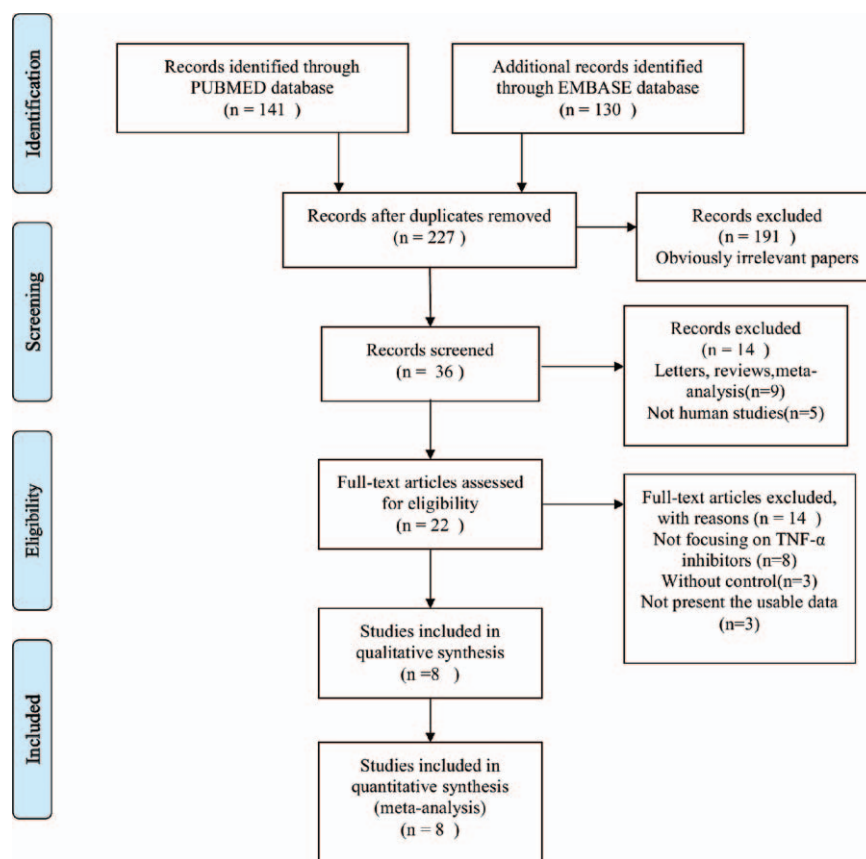 Identification
Records identified through
PUBMED database
(n = 141 )
Additional records identified
through EMBASE database
(n = 130 )
Records after duplicates removed
(n = 227 )
Records excluded
(n = 191 )
Obviously irrelevant papers
Screening
Records screened
(n = 36 )
Records excluded
(n = 14 )
Letters, reviews,meta-
analysis(n=9)
Not human studies(n=5)
Eligibility
Full-text articles assessed
for eligibility
(n = 22 )
Full-text articles excluded,
with reasons (n = 14 )
Not focusing on TNF-α
inhibitors (n=8)
Without control(n=3)
Not present the usable data
(n=3)
Included
Studies included in
qualitative synthesis
(n =8 )
Studies included in
quantitative synthesis
(meta-analysis)
(n = 8 )